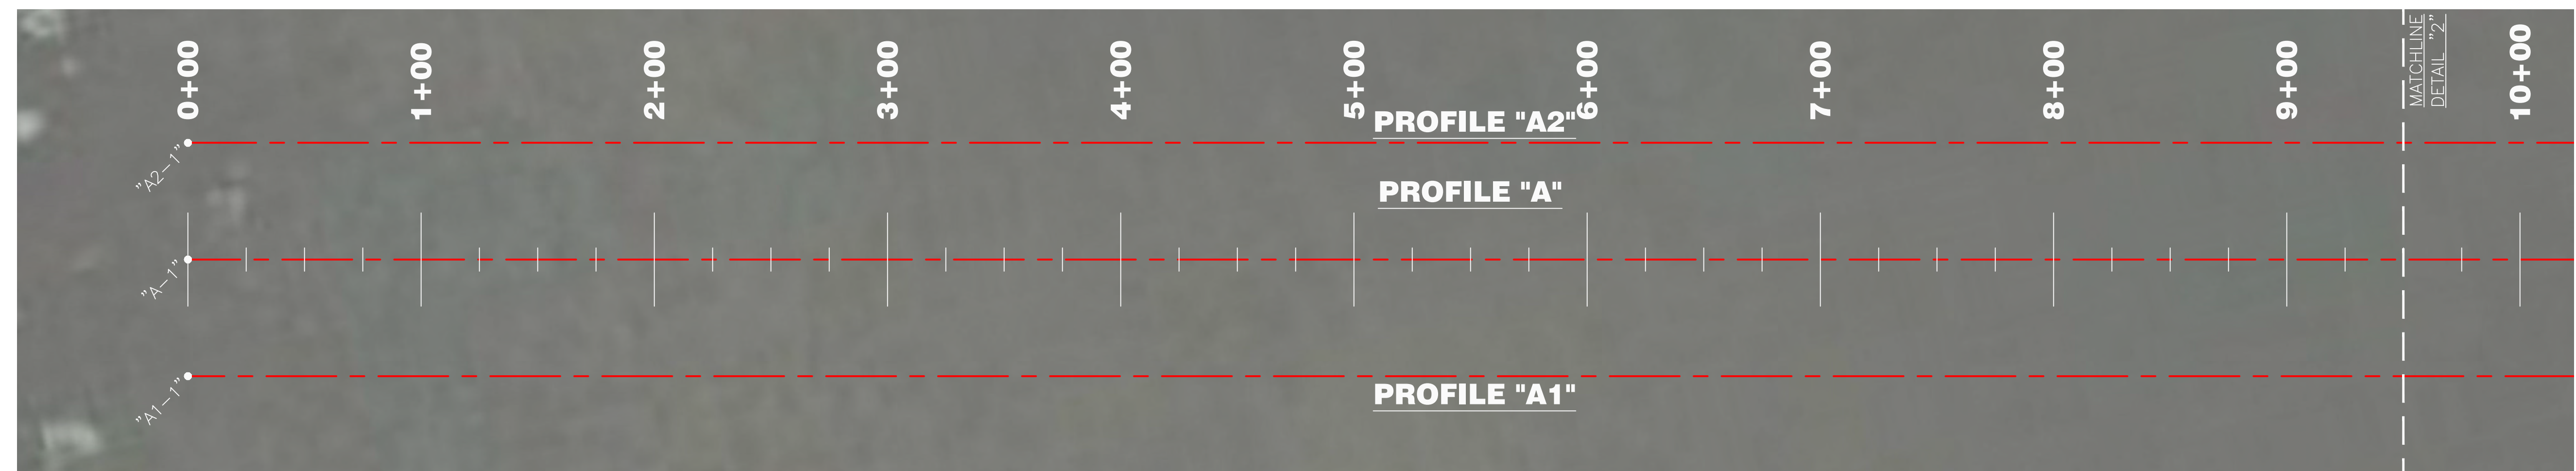 0+00
1+00
2+00
3+00
4+00
5+00
6+00
7+00
8+00
9+00
MATCHLINE
DETAIL "2"
10+00
PROFILE "A2"
"A2-1"
PROFILE "A"
"A-1"
PROFILE "A1"
"A1-1"